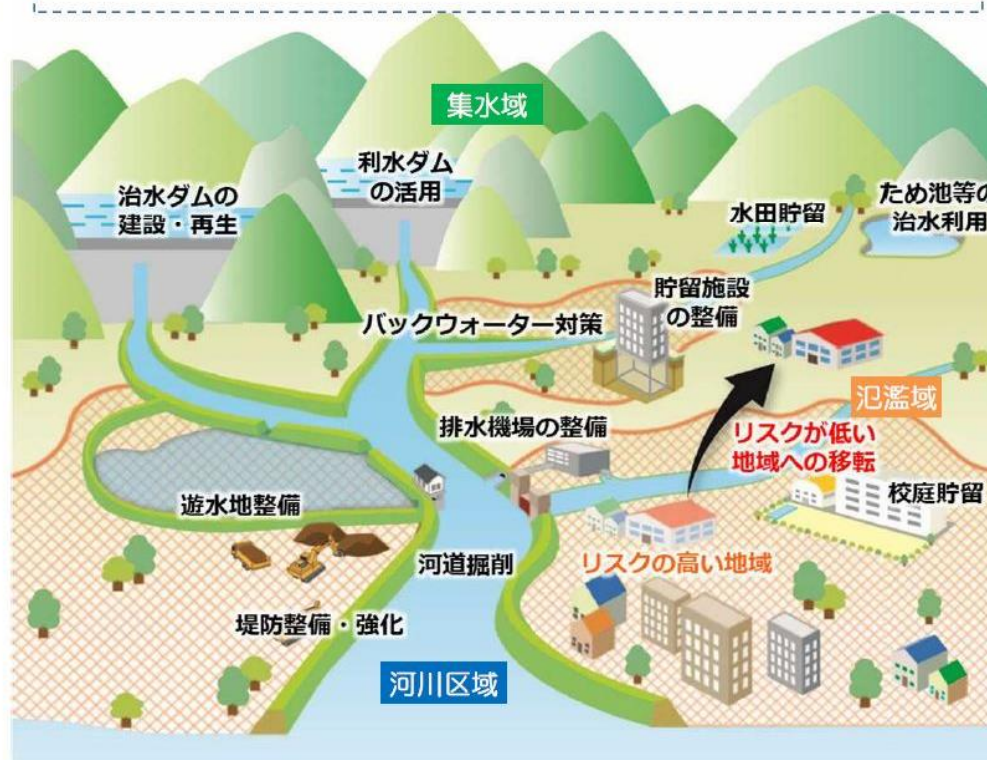 集水域
利水ダム
の活用
治水ダムの
建設・再生
水田貯留
ため池等の
治水利用
貯留施設
の整備
バックウォーター対策
氾濫域
排水機場の整備
リスクが低い
地域への移転
遊水地整備
校庭貯留
河道掘削
リスクの高い地域
堤防整備・強化
河川区域